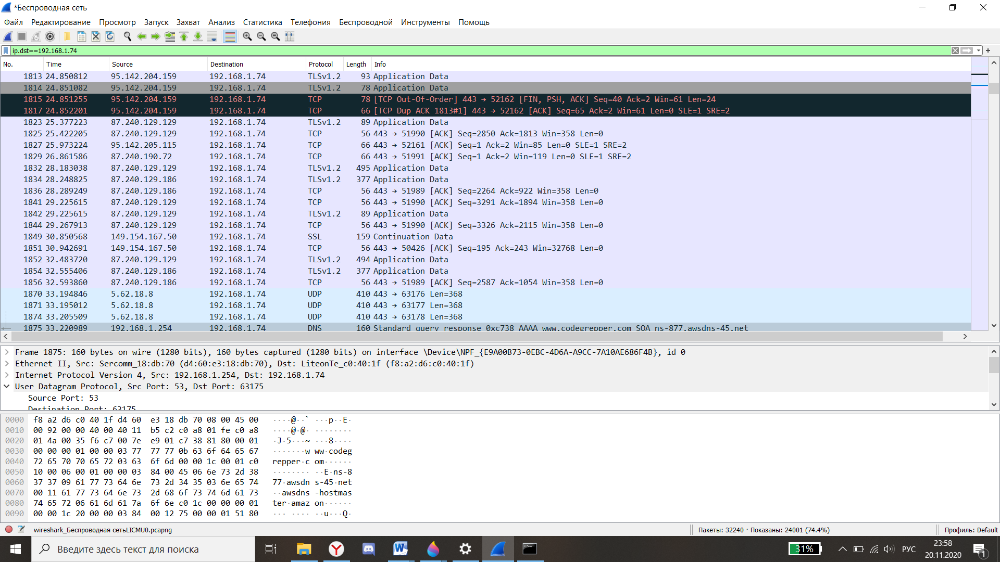 *Беспроводная сеть
Файл Редактирование Просмотр Запуск Захват Анализ Статистика Телефония Беспроводной Инструменты Помощь
ip.dst==192.168.1.74
No. Time Source Destination Protocol Length Info
1813 24.850812 95.142.204.159 192.168.1.74 TLSv1.2 93 Application Data
1814 24.851082 95.142.204.159 192.168.1.74 TLSv1.2 78 Application Data
1815 24.851255 95.142.204.159 192.168.1.74 TCP 78 [TCP Out-Of-Order] 443 → 52162 [FIN, PSH, ACK] Seq=40 Ack=2 Win=61 Len=24
1817 24.852201 95.142.204.159 192.168.1.74 TCP 66 [TCP Dup ACK 1813#1] 443 → 52162 [ACK] Seq=65 Ack=2 Win=61 Len=0 SLE=1 SRE=2
1823 25.377223 87.240.129.129 192.168.1.74 TLSv1.2 89 Application Data
1825 25.422205 87.240.129.129 192.168.1.74 TCP 56 443 → 51990 [ACK] Seq=2850 Ack=1813 Win=358 Len=0
1827 25.973224 95.142.205.115 192.168.1.74 TCP 66 443 → 52161 [ACK] Seq=1 Ack=2 Win=85 Len=0 SLE=1 SRE=2
1829 26.861586 87.240.190.72 192.168.1.74 TCP 66 443 → 51991 [ACK] Seq=1 Ack=2 Win=119 Len=0 SLE=1 SRE=2
1832 28.183038 87.240.129.129 192.168.1.74 TLSv1.2 495 Application Data
1834 28.248825 87.240.129.186 192.168.1.74 TLSv1.2 377 Application Data
1836 28.289249 87.240.129.186 192.168.1.74 TCP 56 443 → 51989 [ACK] Seq=2264 Ack=922 Win=358 Len=0
1841 29.225615 87.240.129.129 192.168.1.74 TCP 56 443 → 51990 [ACK] Seq=3291 Ack=1894 Win=358 Len=0
1842 29.225615 87.240.129.129 192.168.1.74 TLSv1.2 89 Application Data
1844 29.267913 87.240.129.129 192.168.1.74 TCP 56 443 → 51990 [ACK] Seq=3326 Ack=2115 Win=358 Len=0
1849 30.850568 149.154.167.50 192.168.1.74 SSL 159 Continuation Data
1851 30.942691 149.154.167.50 192.168.1.74 TCP 56 443 → 50426 [ACK] Seq=195 Ack=243 Win=32768 Len=0
1852 32.483720 87.240.129.129 192.168.1.74 TLSv1.2 494 Application Data
1854 32.555406 87.240.129.186 192.168.1.74 TLSv1.2 377 Application Data
1856 32.593860 87.240.129.186 192.168.1.74 TCP 56 443 → 51989 [ACK] Seq=2587 Ack=1054 Win=358 Len=0
1870 33.194846 5.62.18.8 192.168.1.74 UDP 410 443 → 63176 Len=368
1871 33.195012 5.62.18.8 192.168.1.74 UDP 410 443 → 63177 Len=368
1874 33.205509 5.62.18.8 192.168.1.74 UDP 410 443 → 63178 Len=368
1875 33.220989 192.168.1.254 192.168.1.74 DNS 160 Standard query response 0xc738 AAAA www.codegrepper.com SOA ns-877.awsdns-45.net
Frame 1875: 160 bytes on wire (1280 bits), 160 bytes captured (1280 bits) on interface \Device\NPF_{E9A00B73-0EBC-4D6A-A9CC-7A10AE686F4B}, id 0
Ethernet II, Src: Sercomm_18:db:70 (d4:60:e3:18:db:70), Dst: LiteonTe_c0:40:1f (f8:a2:d6:c0:40:1f)
Internet Protocol Version 4, Src: 192.168.1.254, Dst: 192.168.1.74
User Datagram Protocol, Src Port: 53, Dst Port: 63175
Source Port: 53
Destination Port: 63175
0000 f8 a2 d6 c0 40 1f d4 60 e3 18 db 70 08 00 45 00 ····@··` ···p··E·
0010 00 92 00 00 40 00 40 11 b5 c2 c0 a8 01 fe c0 a8 ····@·@· ········
0020 01 4a 00 35 f6 c7 00 7e e9 01 c7 38 81 80 00 01 ·J·5···~ ···8····
0030 00 00 00 01 00 00 03 77 77 77 0b 63 6f 64 65 67 ·······w ww·codeg
0040 72 65 70 70 65 72 03 63 6f 6d 00 00 1c 00 01 c0 repper·c om······
0050 10 00 06 00 01 00 00 03 84 00 45 06 6e 73 2d 38 ········ ··E·ns-8
0060 37 37 09 61 77 73 64 6e 73 2d 34 35 03 6e 65 74 77·awsdn s-45·net
0070 00 11 61 77 73 64 6e 73 2d 68 6f 73 74 6d 61 73 ··awsdns -hostmas
0080 74 65 72 06 61 6d 61 7a 6f 6e c0 1c 00 00 00 01 ter·amaz on······
0090 00 00 1c 20 00 00 03 84 00 12 75 00 00 01 51 80 ··· ···· ··u···Q·
wireshark_Беспроводная сетьLICMU0.pcapng Пакеты: 32240 · Показаны: 24001 (74.4%) Профиль: Default
Введите здесь текст для поиска
31% РУС 23:58
20.11.2020
1